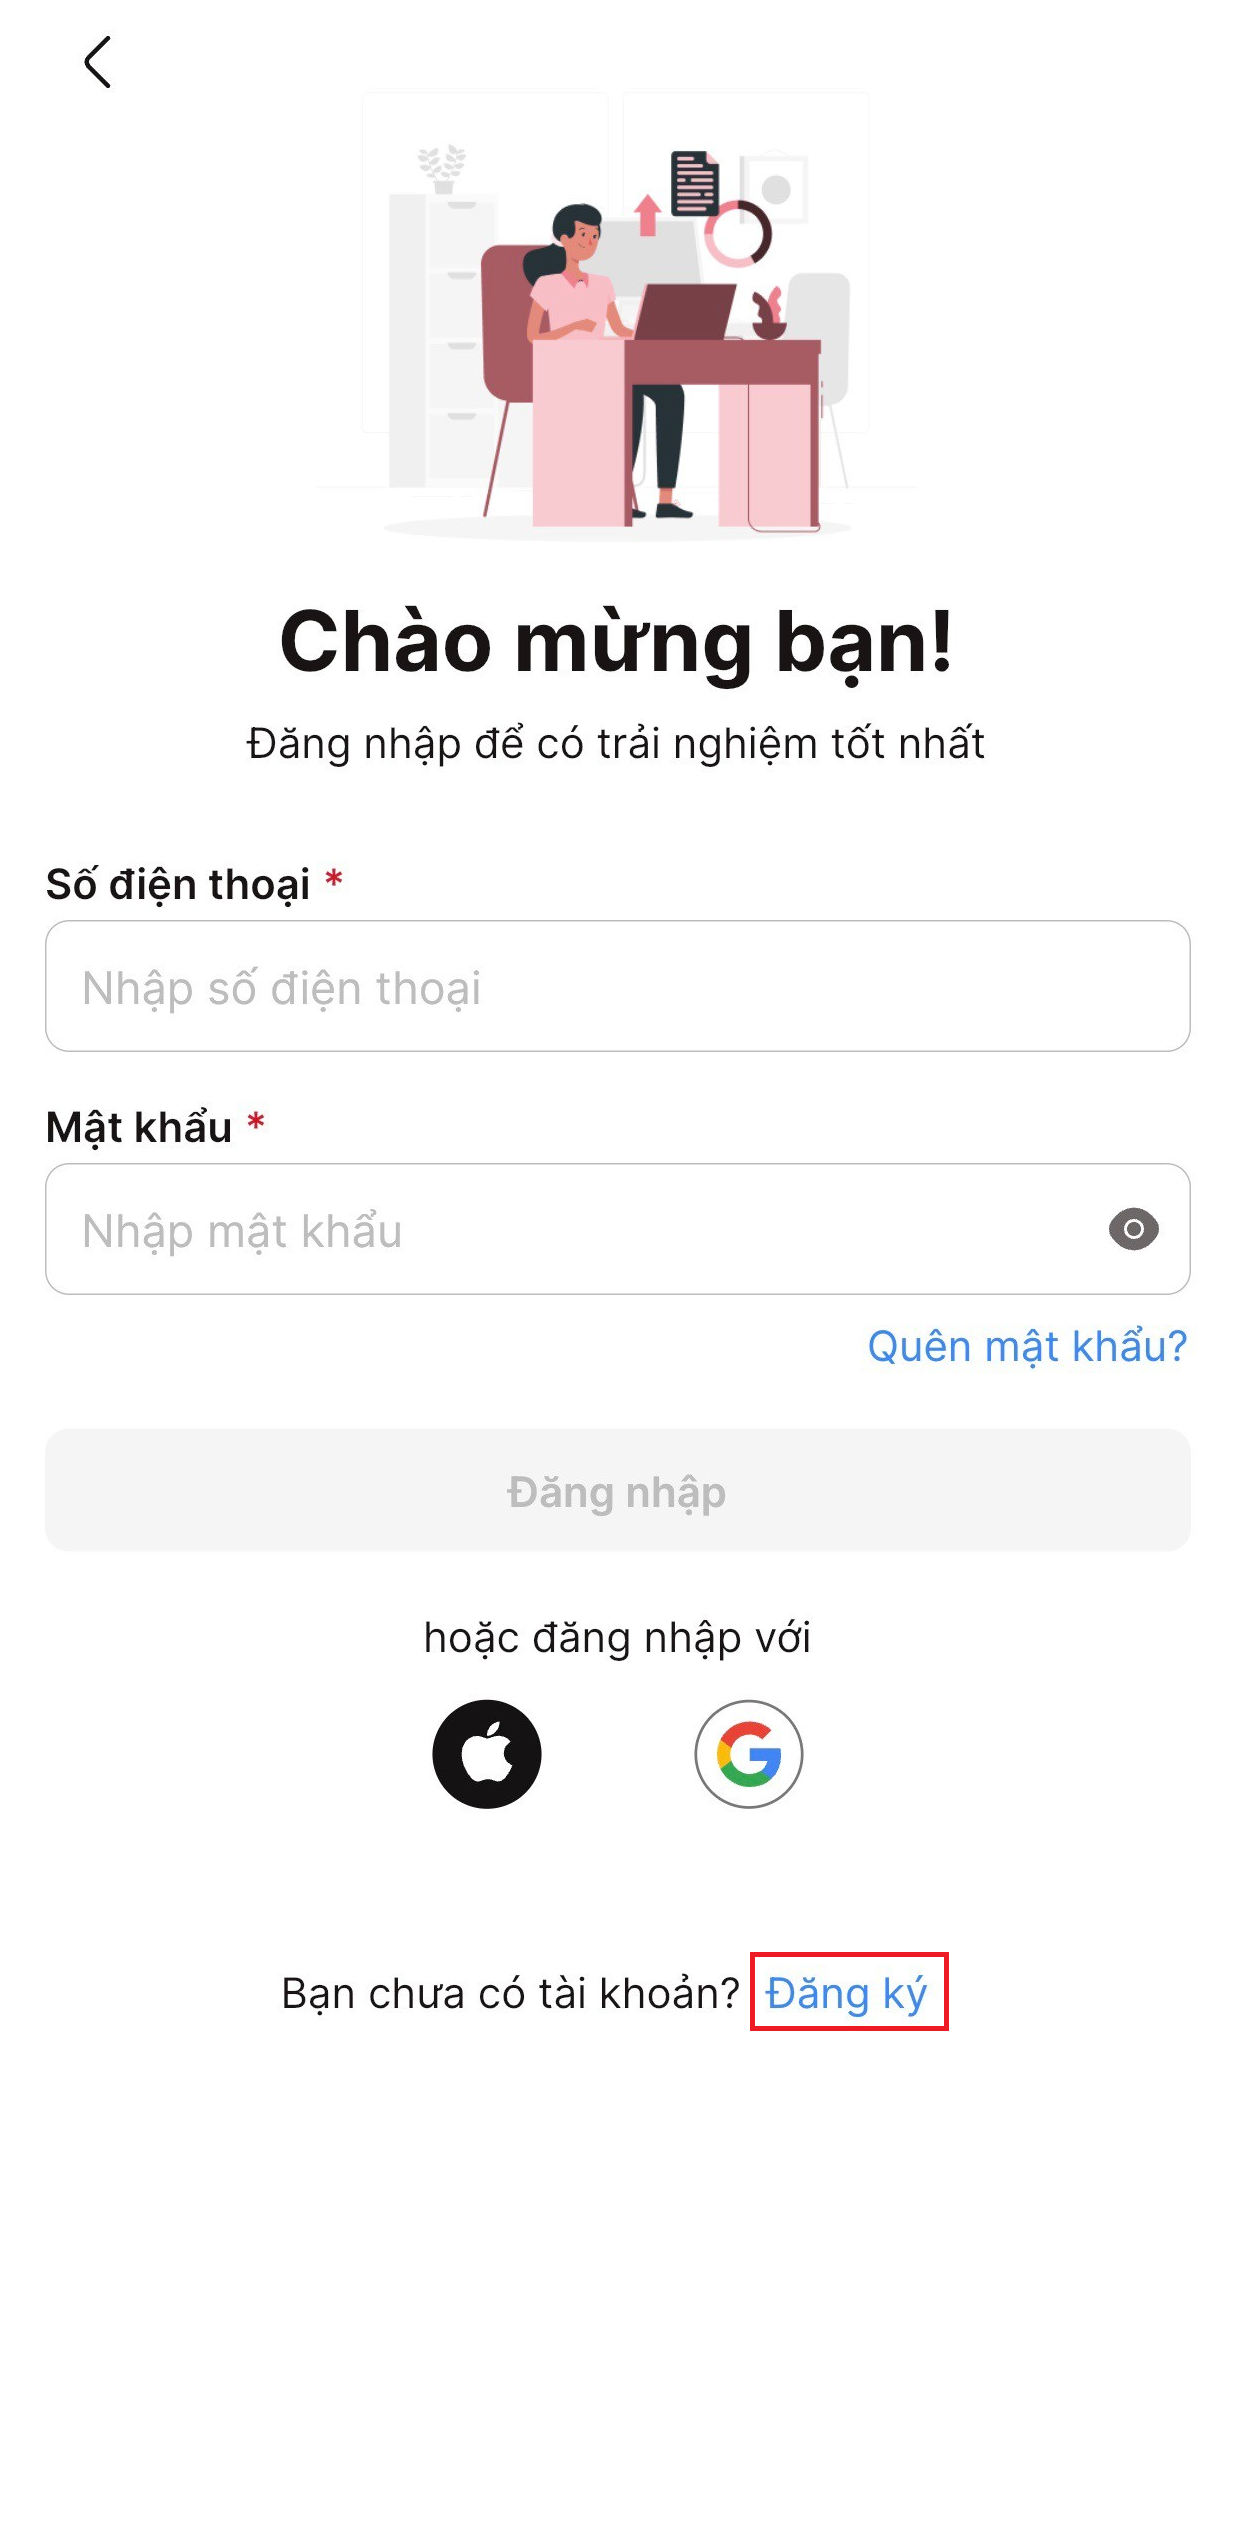 Chào mừng bạn!
Đăng nhập để có trải nghiệm tốt nhất
Số điện thoại *
Nhập số điện thoại
Mật khẩu *
Nhập mật khẩu
Quên mật khẩu?
Đăng nhập
hoặc đăng nhập với
Bạn chưa có tài khoản? Đăng ký